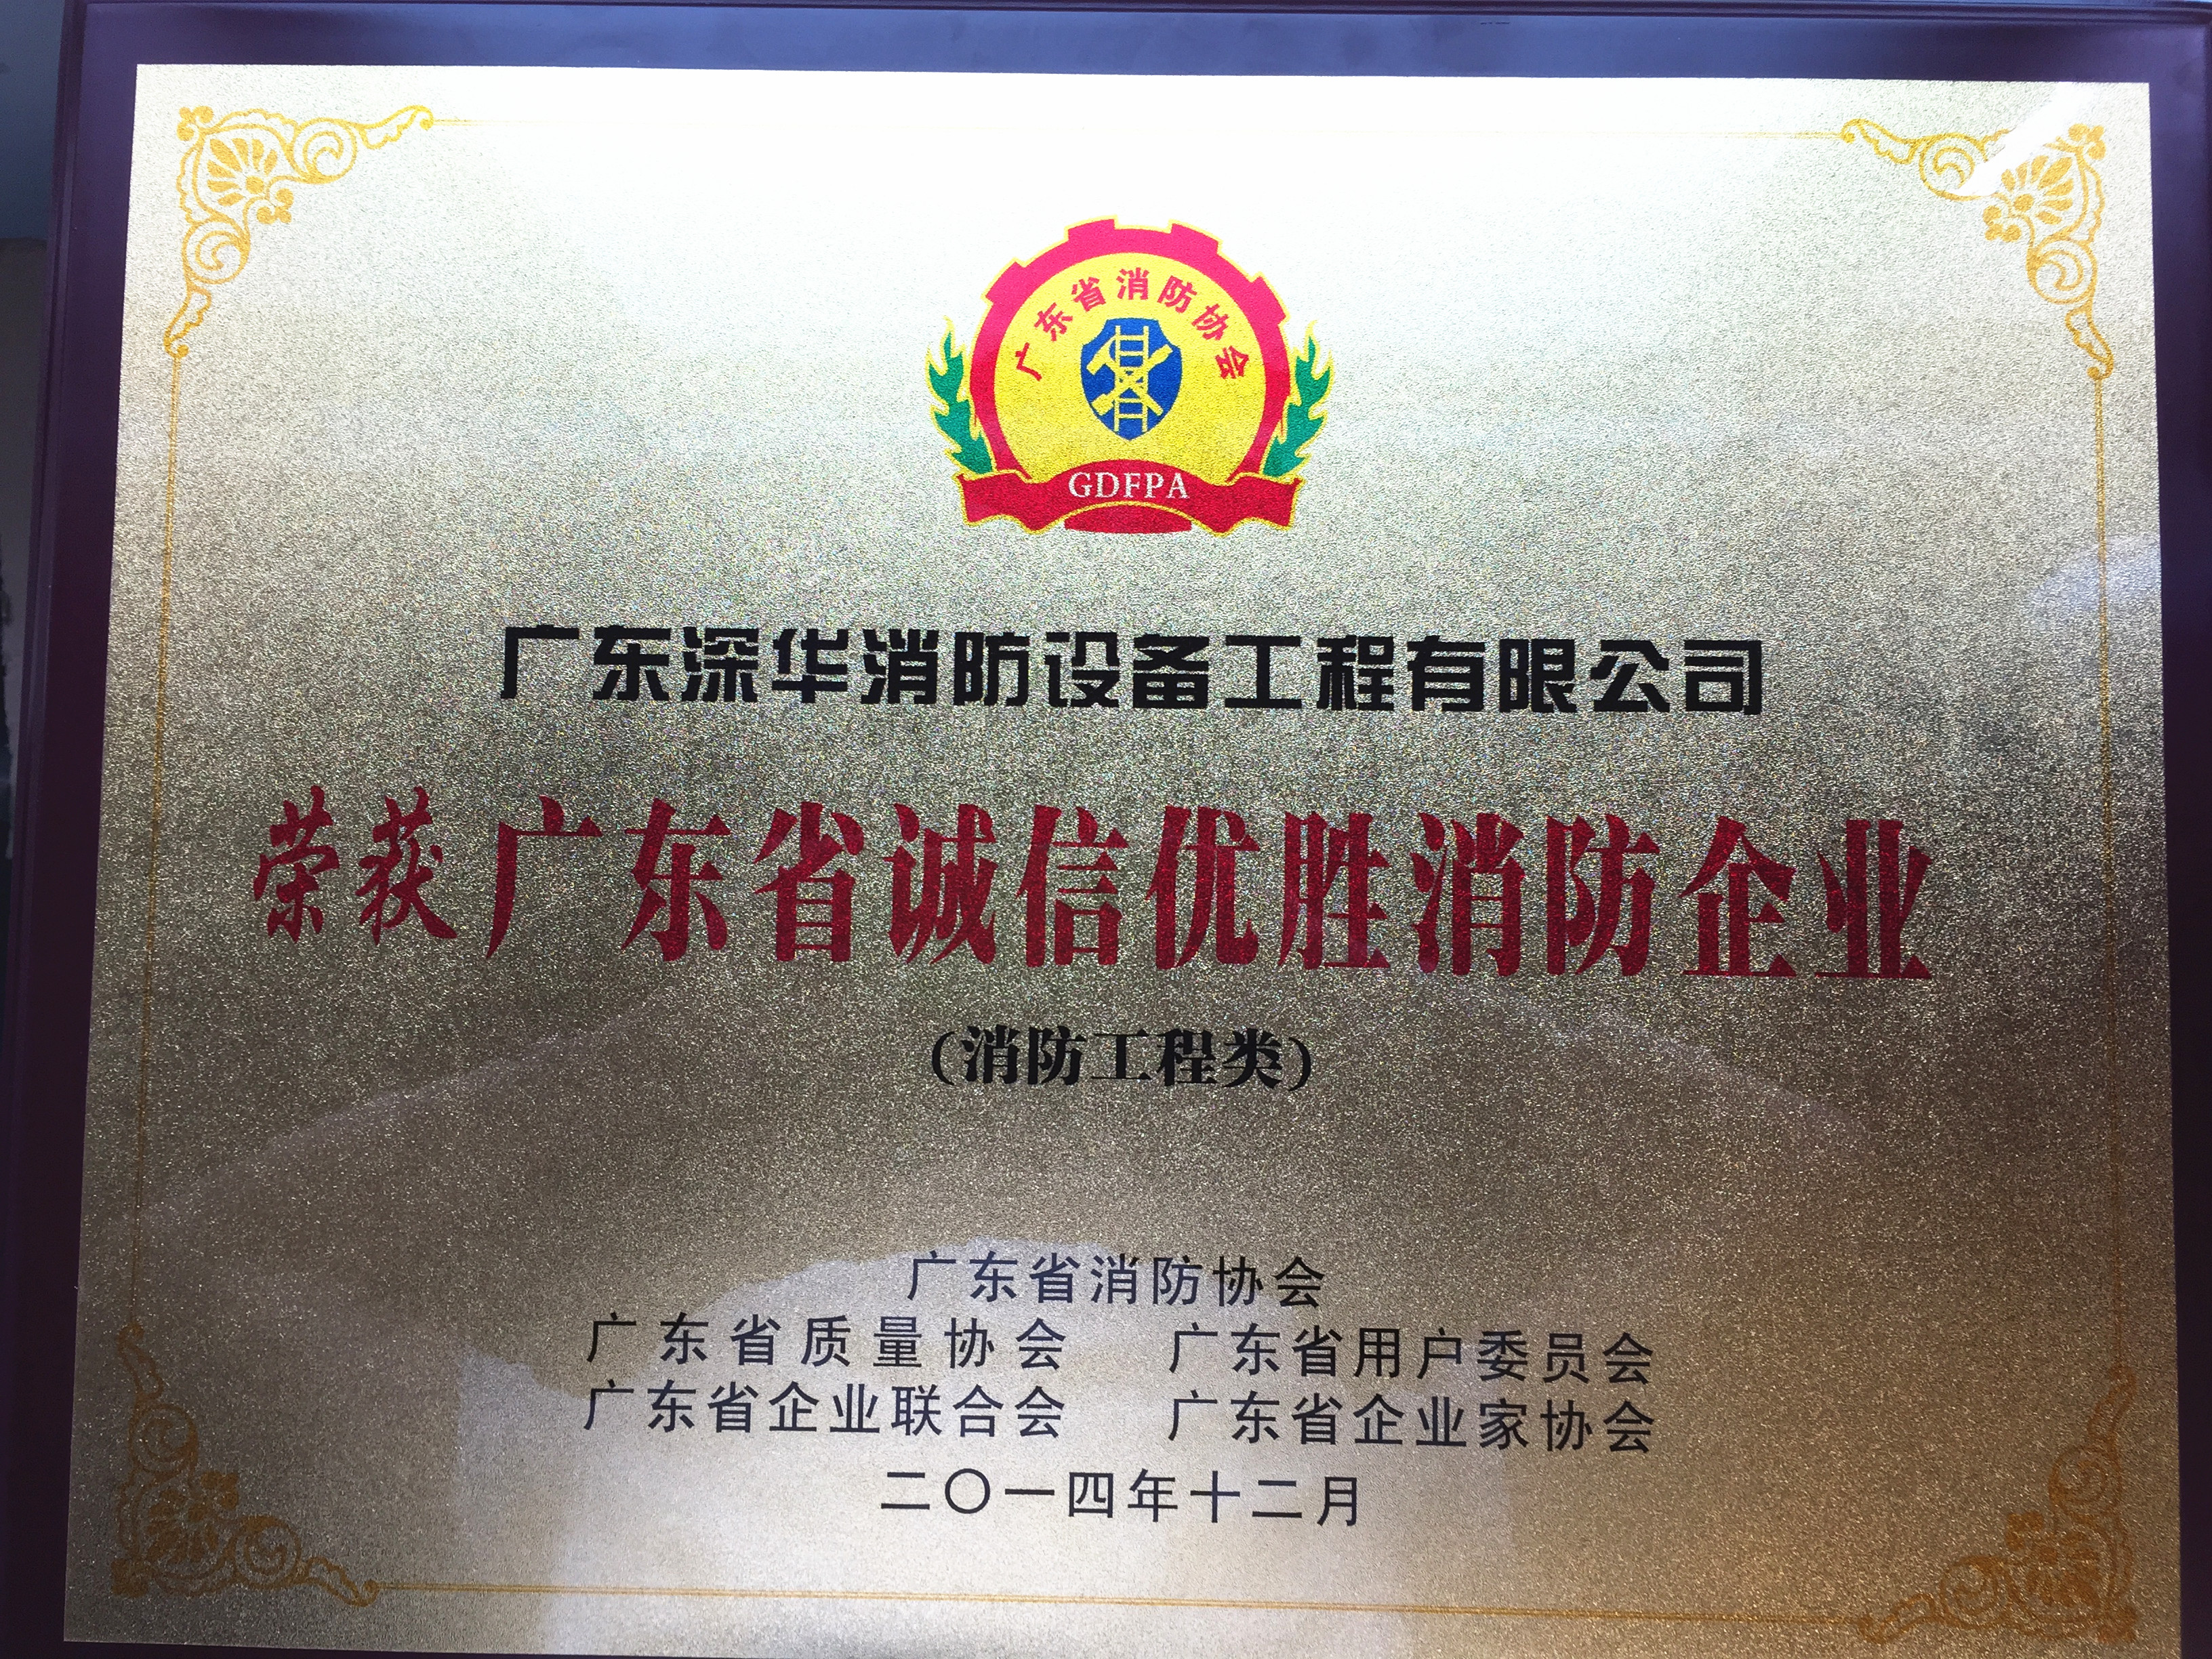 广东省消防协会
GDFPA
广东深华消防设备工程有限公司
荣获广东省诚信优胜消防企业
(消防工程类)
广东省消防协会
广东省质量协会 广东省用户委员会
广东省企业联合会 广东省企业家协会
二〇一四年十二月